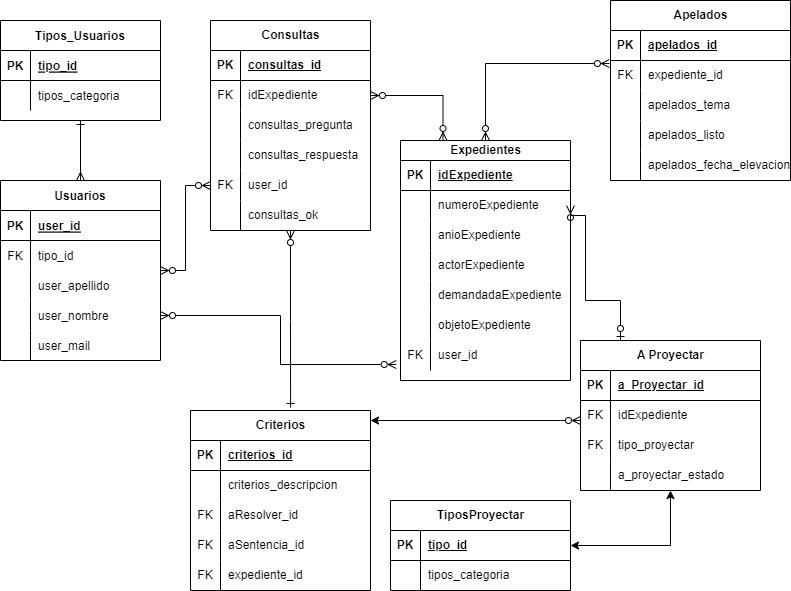 Tipos_Usuarios
PK tipo_id
tipos_categoria
Usuarios
PK user_id
FK tipo_id
user_apellido
user_nombre
user_mail
Consultas
PK consultas_id
FK idExpediente
consultas_pregunta
consultas_respuesta
FK user_id
consultas_ok
Expedientes
PK idExpediente
numeroExpediente
anioExpediente
actorExpediente
demandadaExpediente
objetoExpediente
FK user_id
Apelados
PK apelados_id
FK expediente_id
apelados_tema
apelados_listo
apelados_fecha_elevacion
A Proyectar
PK a_Proyectar_id
FK idExpediente
FK tipo_proyectar
a_proyectar_estado
Criterios
PK criterios_id
criterios_descripcion
FK aResolver_id
FK aSentencia_id
FK expediente_id
TiposProyectar
PK tipo_id
tipos_categoria